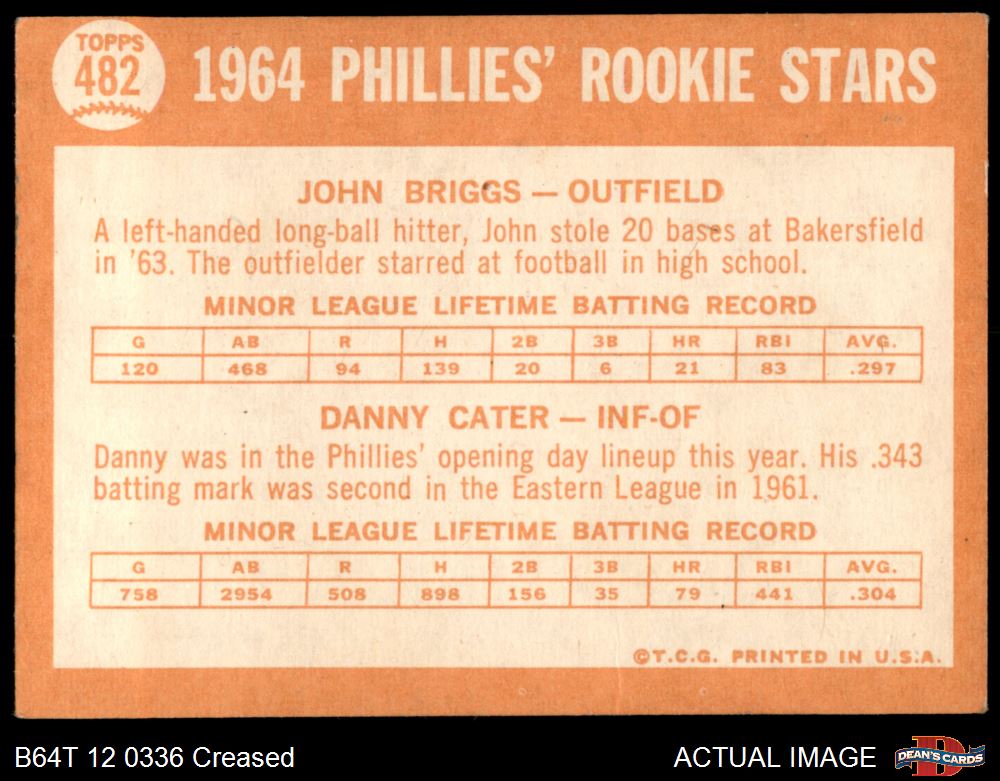 TOPPS
482
1964 PHILLIES' ROOKIE STARS
JOHN BRIGGS — OUTFIELD
A left-handed long-ball hitter, John stole 20 bases at Bakersfield
in '63. The outfielder starred at football in high school.
MINOR LEAGUE LIFETIME BATTING RECORD
G AB R H 2B 3B HR RBI AVG.
120 468 94 139 20 6 21 83 .297
DANNY CATER — INF-OF
Danny was in the Phillies' opening day lineup this year. His .343
batting mark was second in the Eastern League in 1961.
MINOR LEAGUE LIFETIME BATTING RECORD
G AB R H 2B 3B HR RBI AVG.
758 2954 508 898 156 35 79 441 .304
©T.C.G. PRINTED IN U.S.A.
B64T 12 0336 Creased
ACTUAL IMAGE
D
DEAN'S CARDS